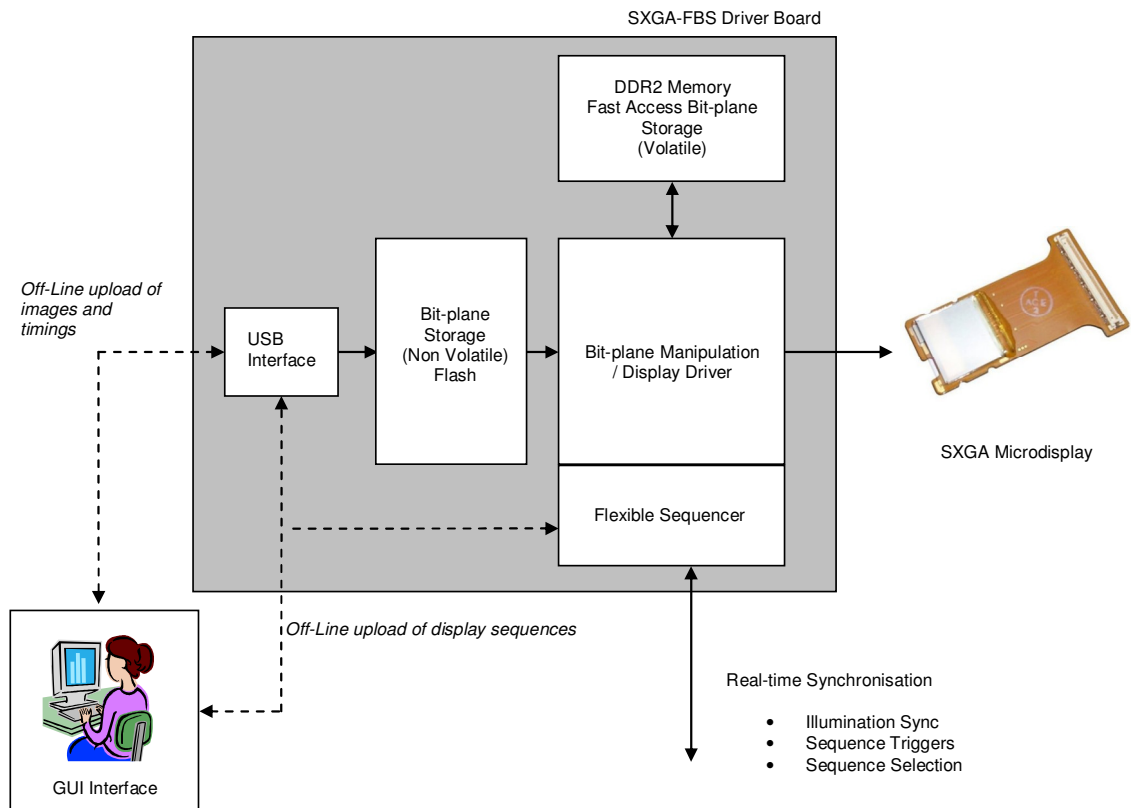 SXGA-FBS Driver Board
DDR2 Memory
Fast Access Bit-plane
Storage
(Volatile)
Off-Line upload of
images and
timings
USB
Interface
Bit-plane
Storage
(Non Volatile)
Flash
Bit-plane Manipulation
/ Display Driver
SXGA Microdisplay
Flexible Sequencer
Off-Line upload of display sequences
GUI Interface
Real-time Synchronisation
• Illumination Sync
• Sequence Triggers
• Sequence Selection